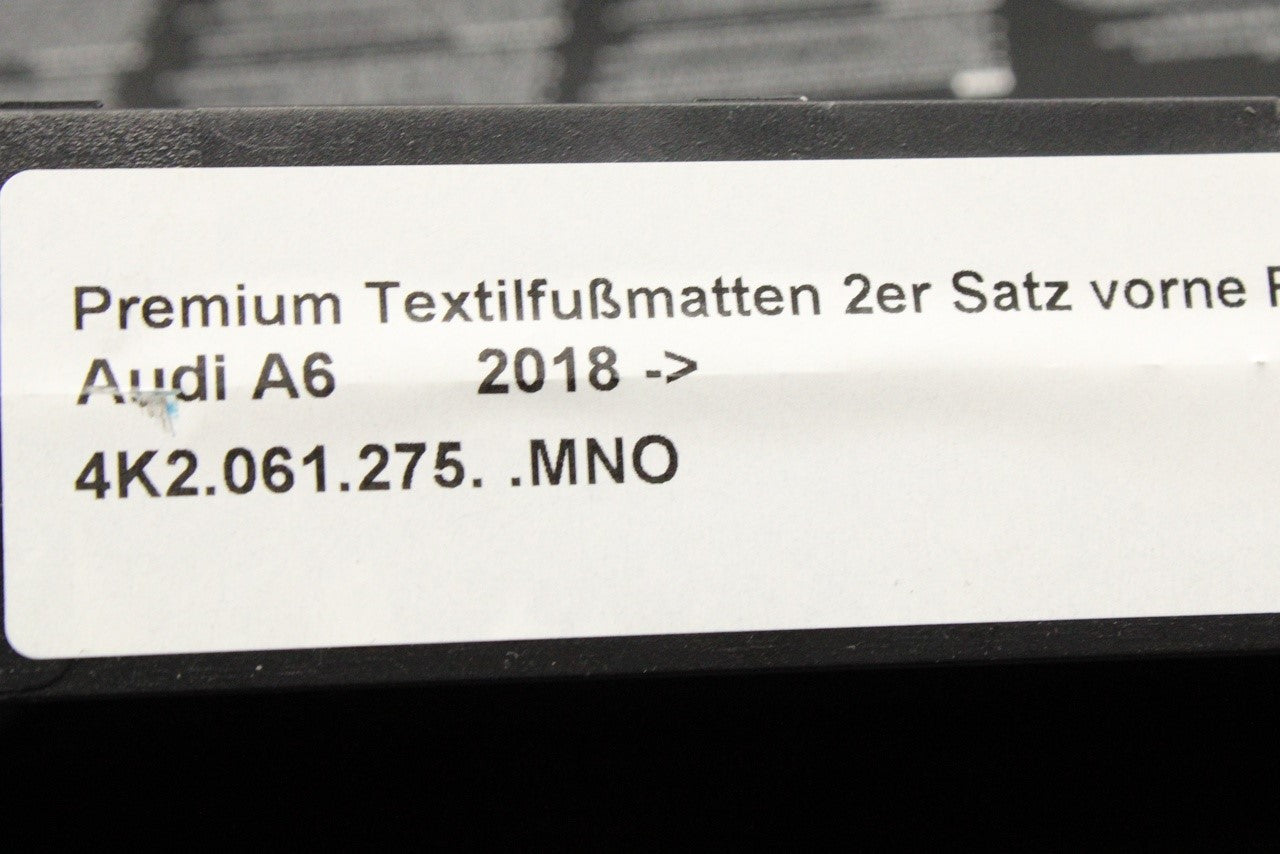 Premium Textilfußmatten 2er Satz vorne
Audi A6 2018 ->
4K2.061.275. .MNO